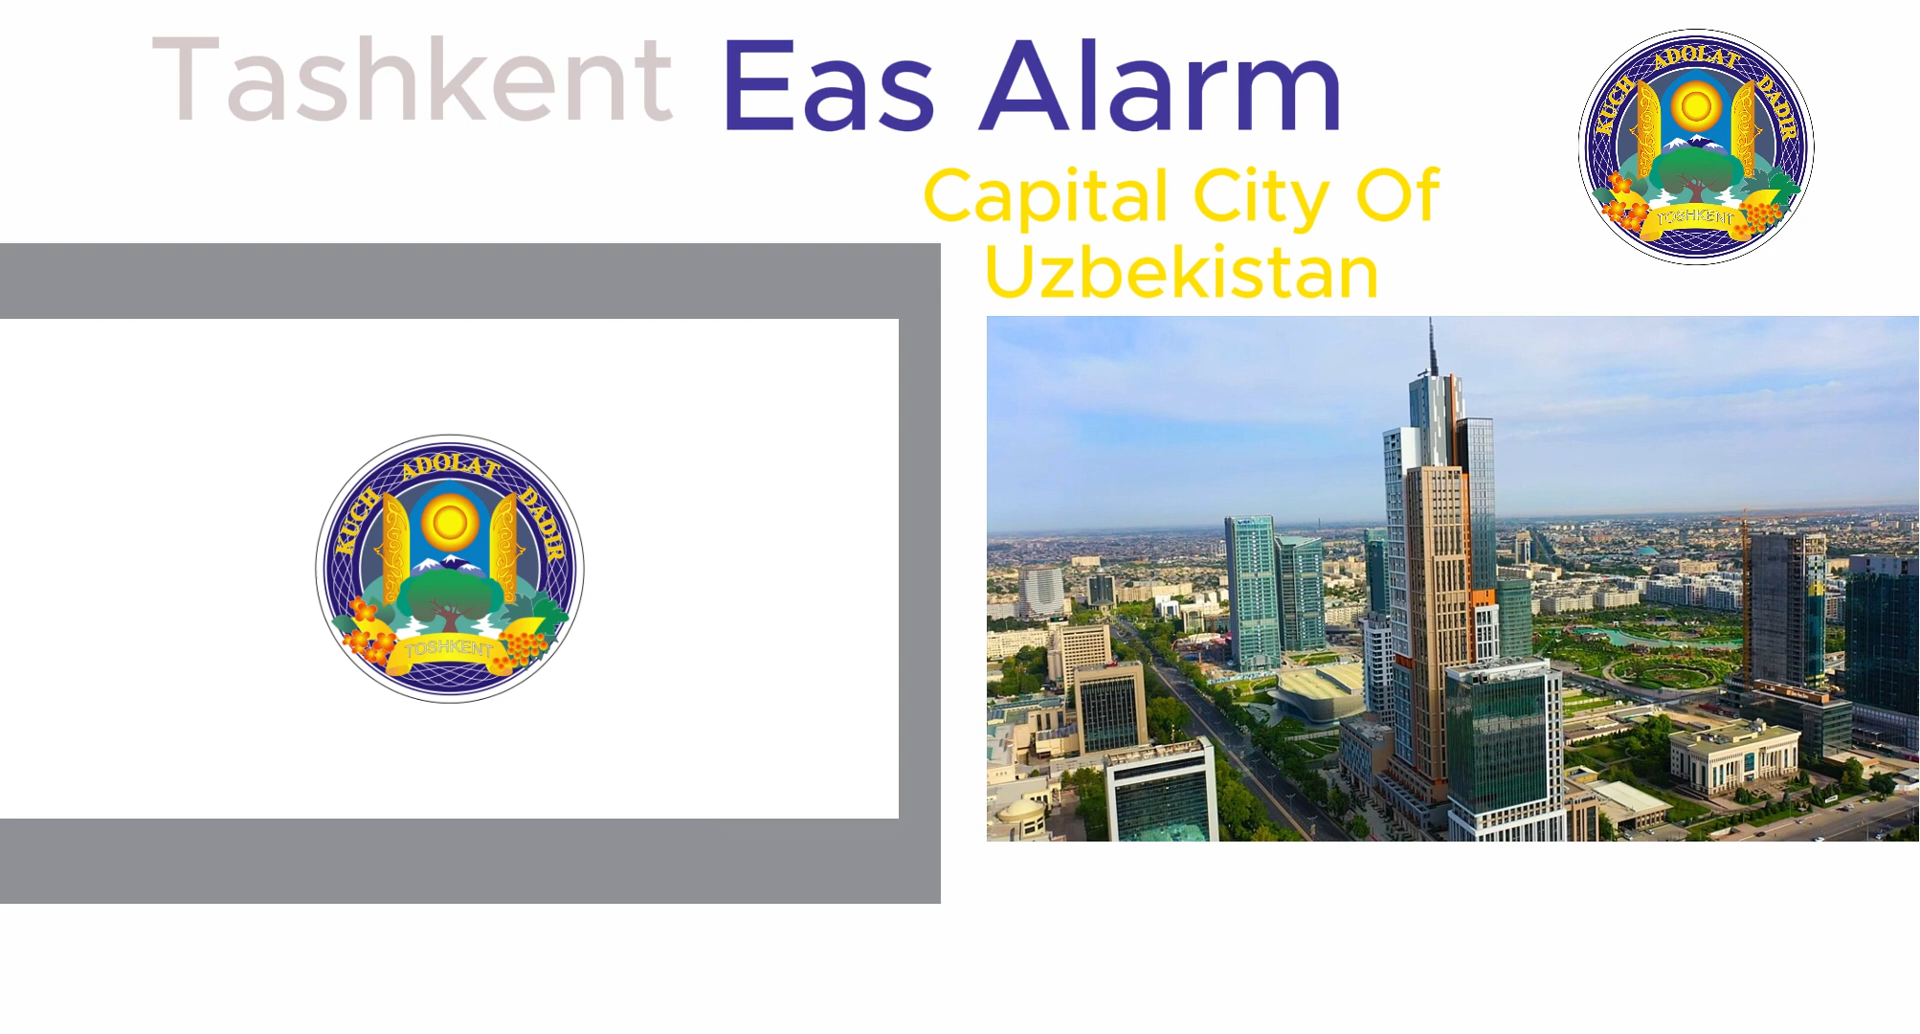 Tashkent Eas Alarm
Capital City Of
Uzbekistan
KUCH ADOLAT DADIR
TOSHKENT
KUCH ADOLAT DADIR
TOSHKENT